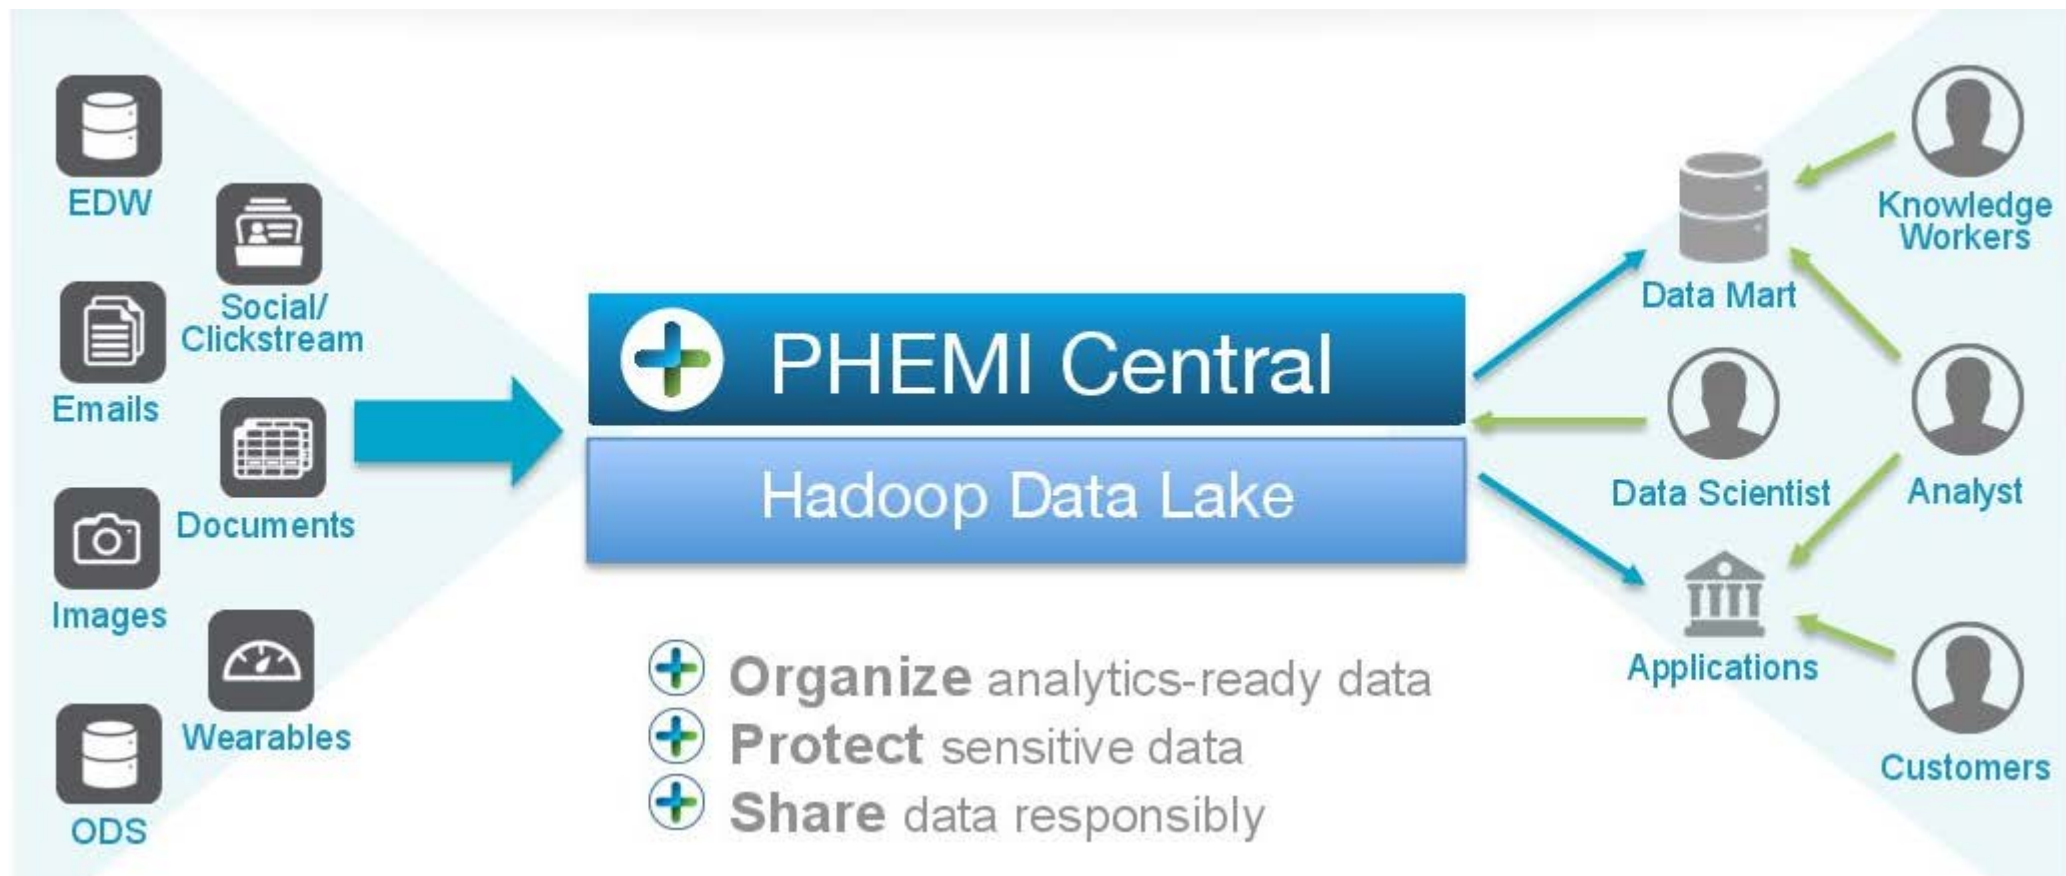 EDW
Social/
Clickstream
Emails
Documents
Images
Wearables
ODS
PHEMI Central
Hadoop Data Lake
Organize analytics-ready data
Protect sensitive data
Share data responsibly
Knowledge
Workers
Data Mart
Data Scientist
Analyst
Applications
Customers